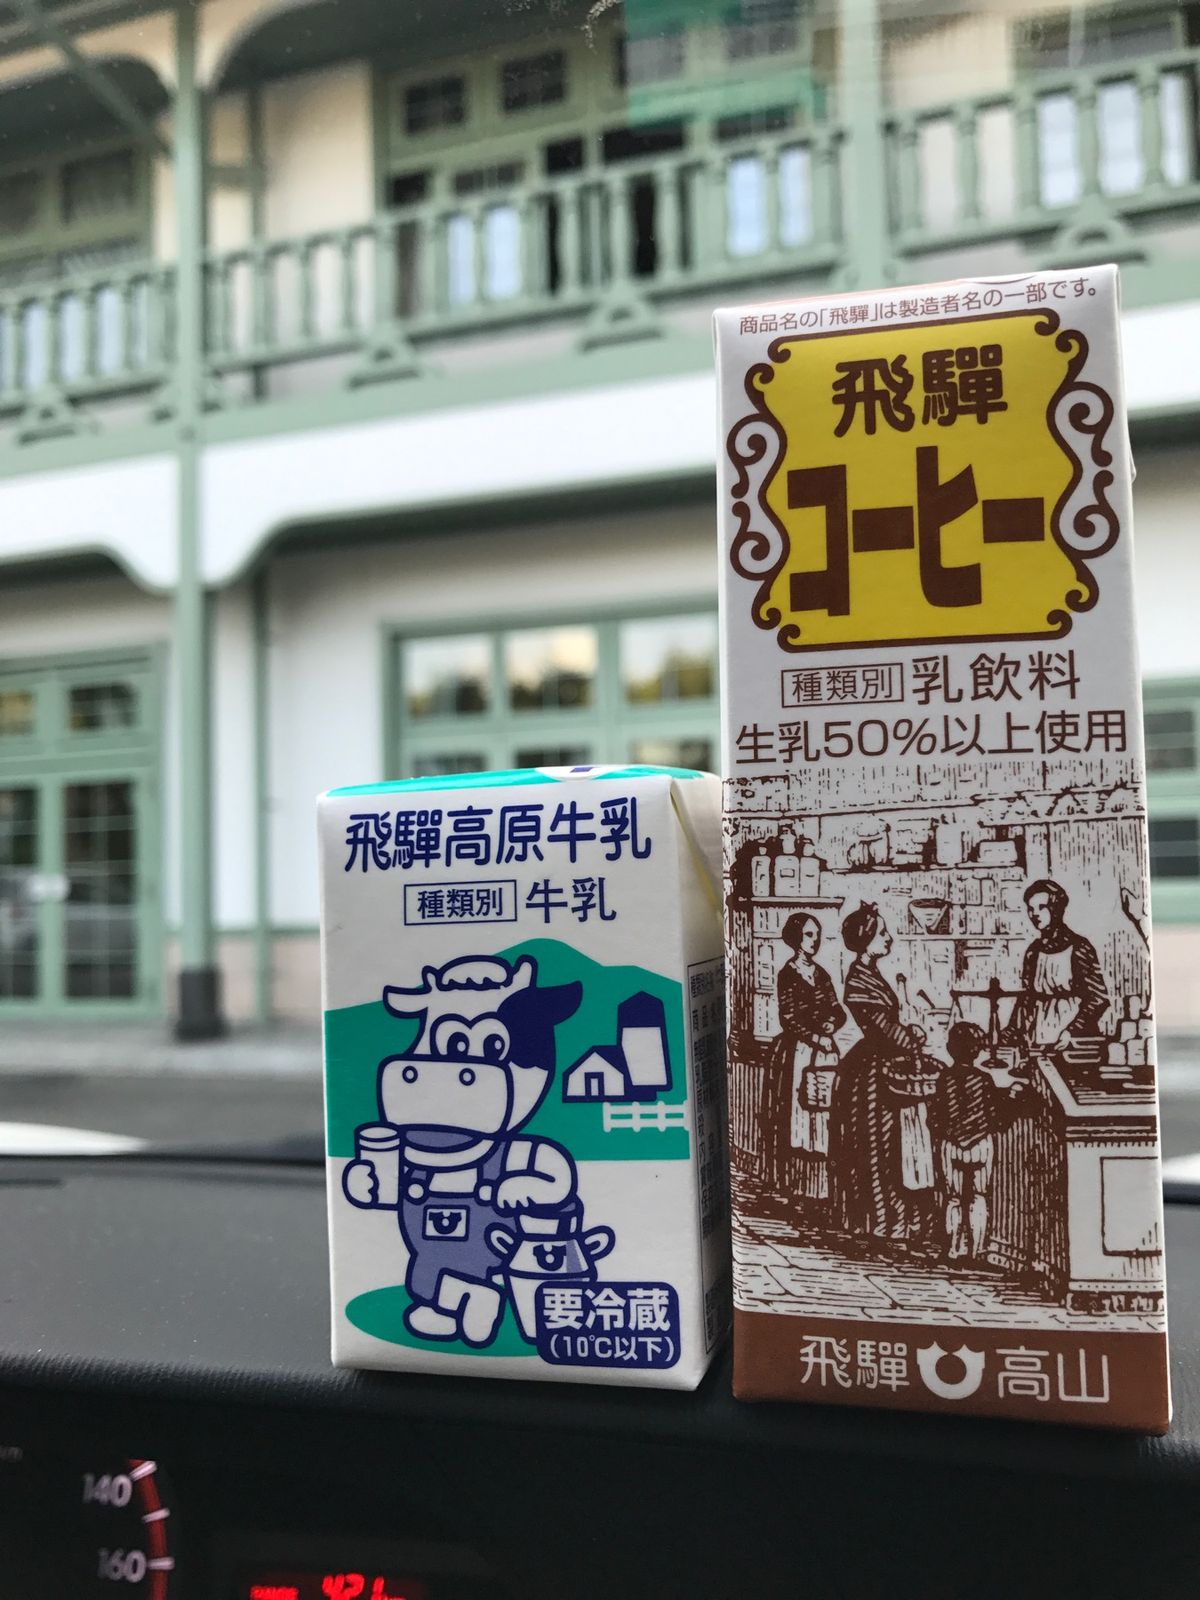 商品名の「飛驒」は製造者名の一部です。
飛驒
コーヒー
種類別 乳飲料
生乳50%以上使用
飛驒 高山
飛驒高原牛乳
種類別 牛乳
要冷蔵
(10℃以下)
140
160